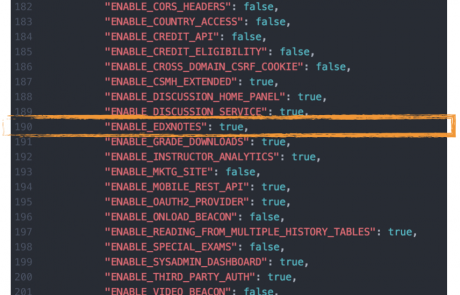 182 "ENABLE_CORS_HEADERS": false,
183 "ENABLE_COUNTRY_ACCESS": false,
184 "ENABLE_CREDIT_API": false,
185 "ENABLE_CREDIT_ELIGIBILITY": false,
186 "ENABLE_CROSS_DOMAIN_CSRF_COOKIE": false,
187 "ENABLE_CSMH_EXTENDED": true,
188 "ENABLE_DISCUSSION_HOME_PANEL": true,
189 "ENABLE_DISCUSSION_SERVICE": true,
190 "ENABLE_EDXNOTES": true,
191 "ENABLE_GRADE_DOWNLOADS": true,
192 "ENABLE_INSTRUCTOR_ANALYTICS": true,
193 "ENABLE_MKTG_SITE": false,
194 "ENABLE_MOBILE_REST_API": true,
195 "ENABLE_OAUTH2_PROVIDER": true,
196 "ENABLE_ONLOAD_BEACON": false,
197 "ENABLE_READING_FROM_MULTIPLE_HISTORY_TABLES": true,
198 "ENABLE_SPECIAL_EXAMS": false,
199 "ENABLE_SYSADMIN_DASHBOARD": true,
200 "ENABLE_THIRD_PARTY_AUTH": true,
201 "ENABLE_VIDEO_BEACON": false,